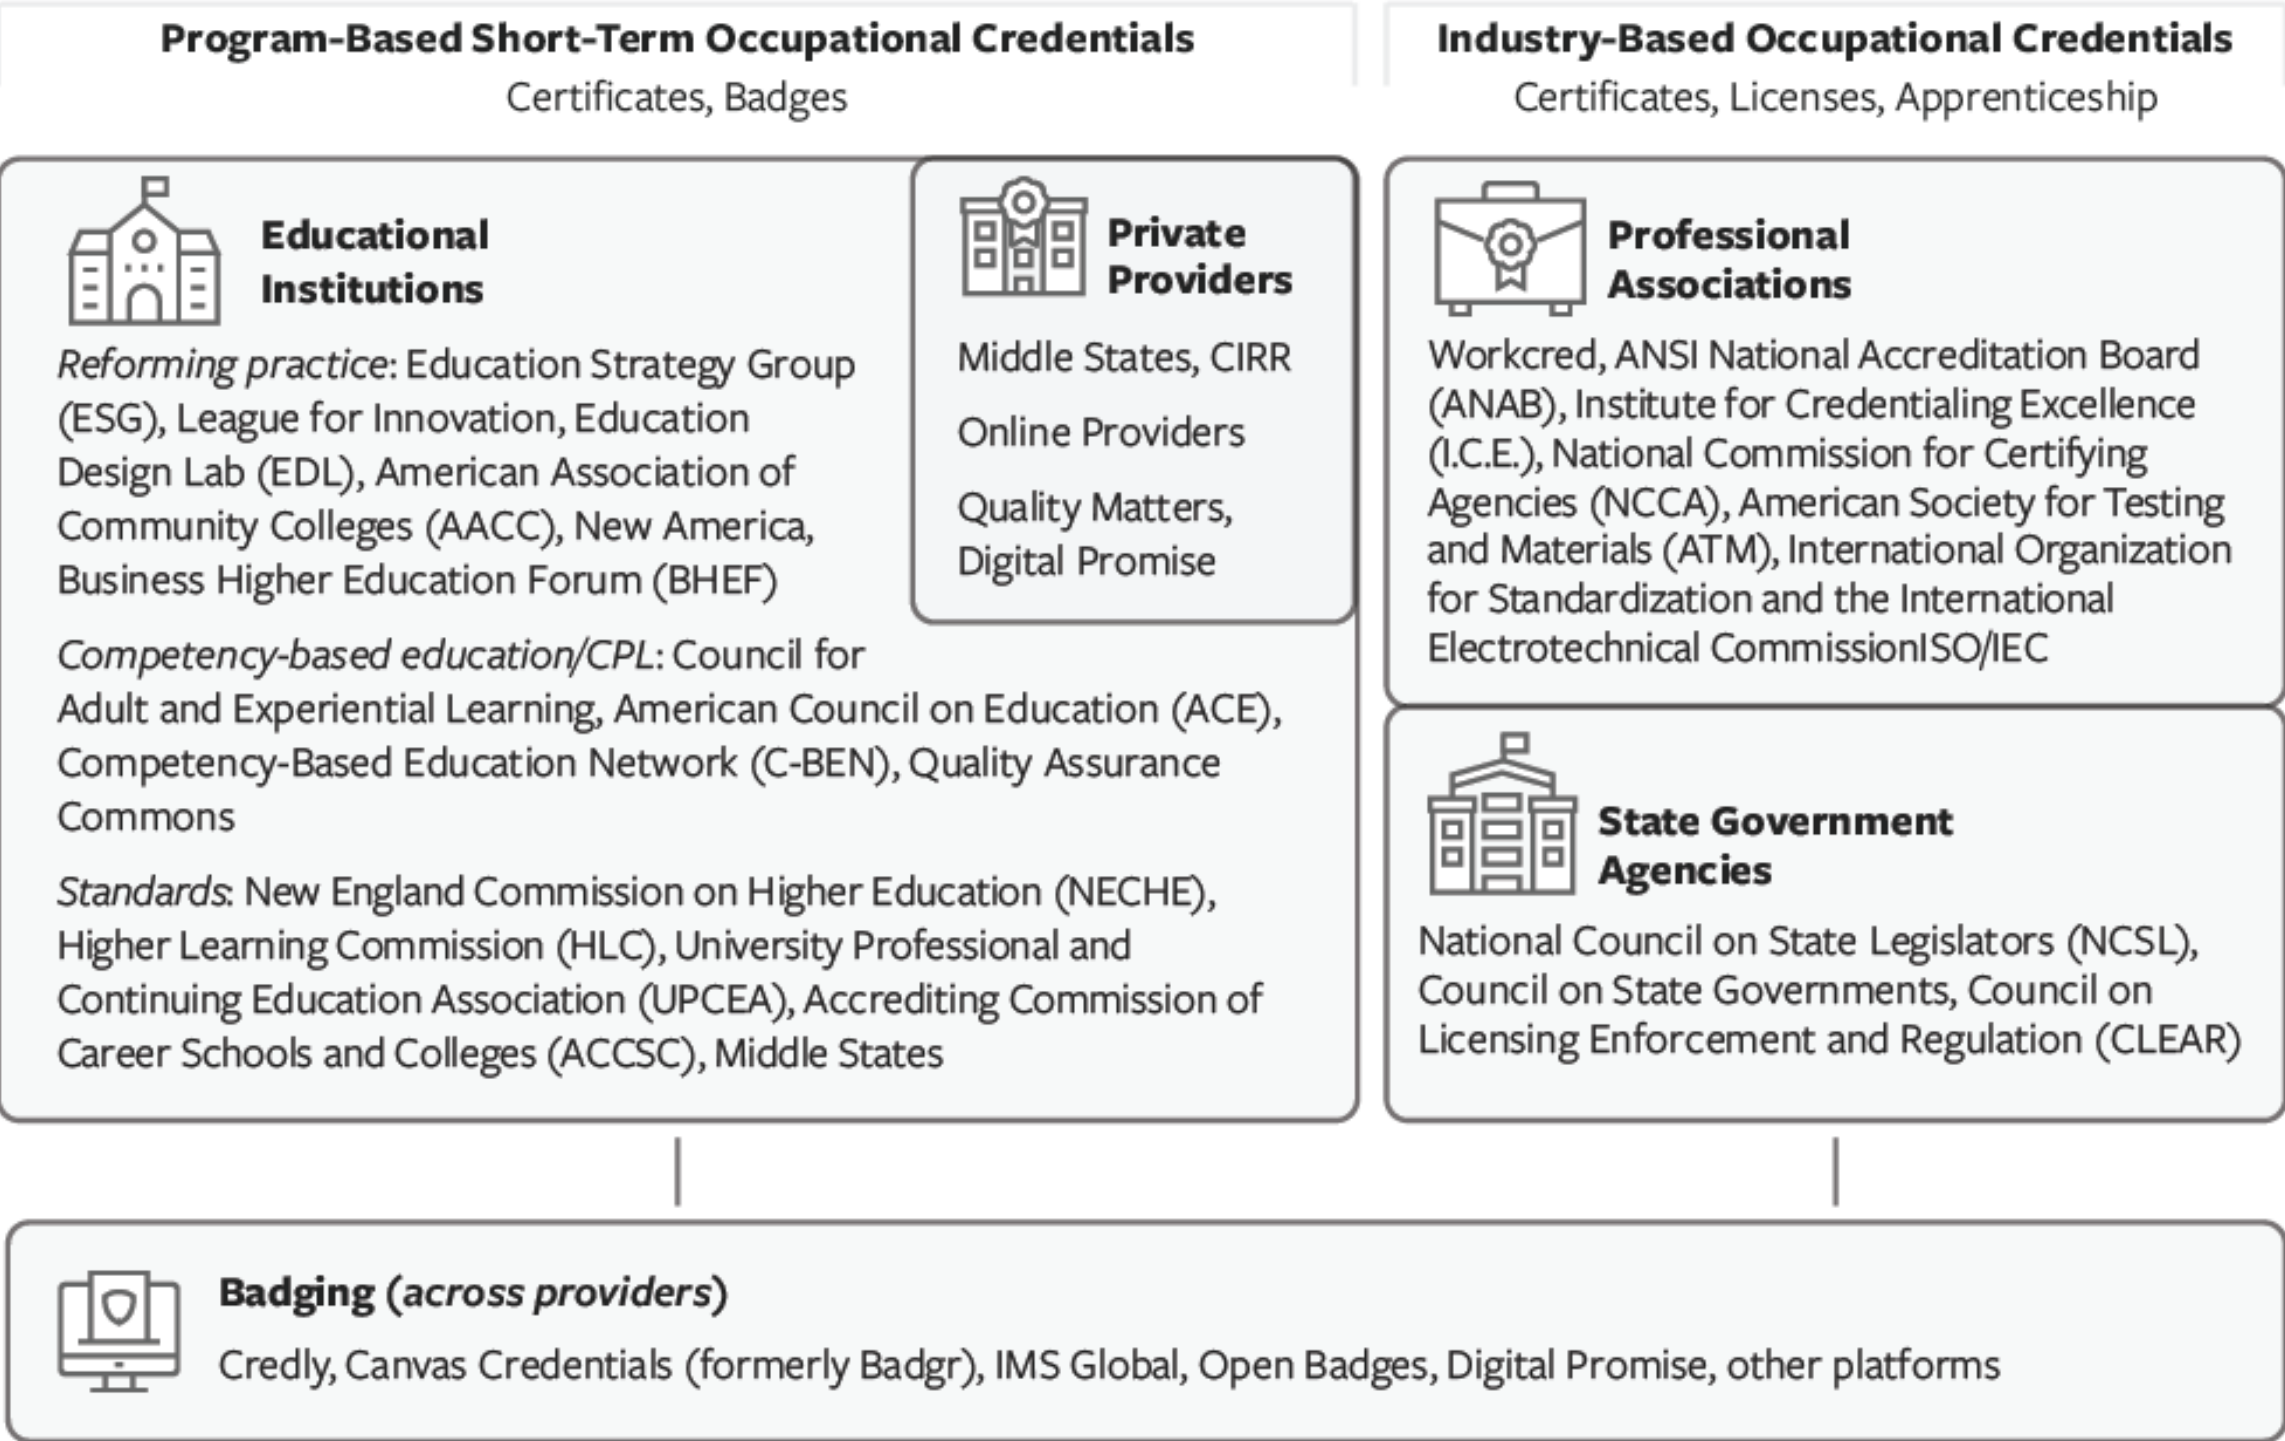 Program-Based Short-Term Occupational Credentials
Certificates, Badges
Educational
Institutions
Reforming practice: Education Strategy Group
(ESG), League for Innovation, Education
Design Lab (EDL), American Association of
Community Colleges (AACC), New America,
Business Higher Education Forum (BHEF)
Competency-based education/CPL: Council for
Adult and Experiential Learning, American Council on Education (ACE),
Competency-Based Education Network (C-BEN), Quality Assurance
Commons
Standards: New England Commission on Higher Education (NECHE),
Higher Learning Commission (HLC), University Professional and
Continuing Education Association (UPCEA), Accrediting Commission of
Career Schools and Colleges (ACCSC), Middle States
Private
Providers
Middle States, CIRR
Online Providers
Quality Matters,
Digital Promise
Industry-Based Occupational Credentials
Certificates, Licenses, Apprenticeship
Professional
Associations
Workcred, ANSI National Accreditation Board
(ANAB), Institute for Credentialing Excellence
(I.C.E.), National Commission for Certifying
Agencies (NCCA), American Society for Testing
and Materials (ATM), International Organization
for Standardization and the International
Electrotechnical CommissionISO/IEC
State Government
Agencies
National Council on State Legislators (NCSL),
Council on State Governments, Council on
Licensing Enforcement and Regulation (CLEAR)
Badging (across providers)
Credly, Canvas Credentials (formerly Badgr), IMS Global, Open Badges, Digital Promise, other platforms